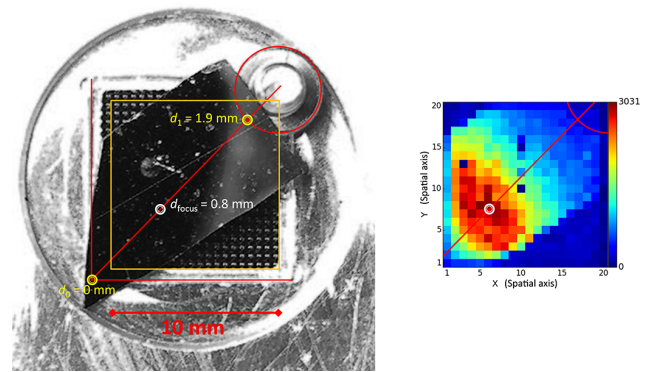 d₁ = 1.9 mm
d_focus = 0.8 mm
d₀ = 0 mm
10 mm
3031
0
20
15
10
5
1
Y (Spatial axis)
1 5 10 15 20
X (Spatial axis)